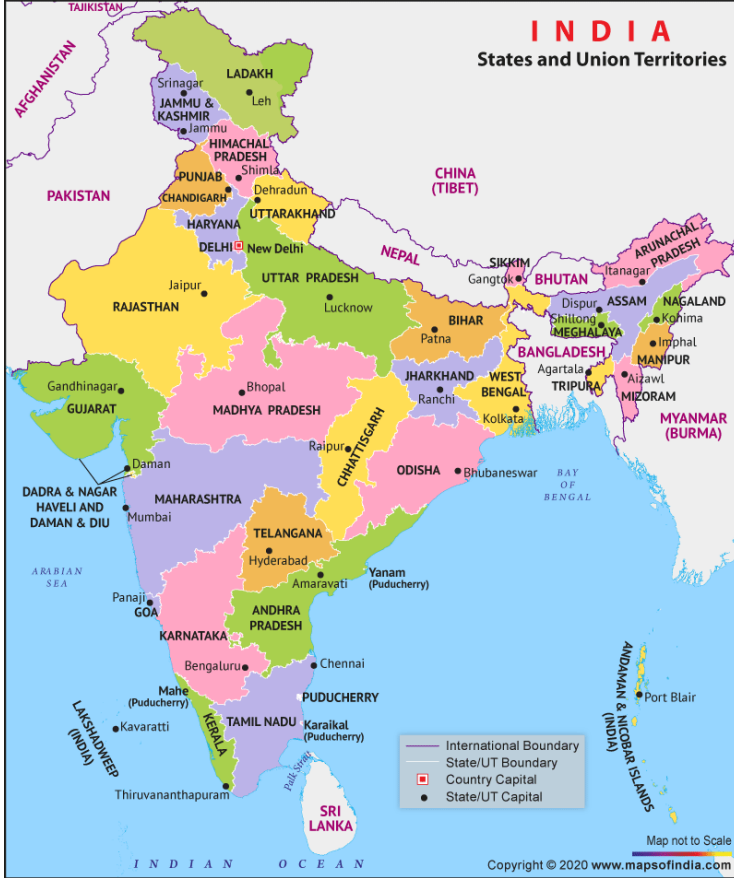 TAJIKISTAN
INDIA
States and Union Territories
AFGHANISTAN
LADAKH
Srinagar
Leh
JAMMU &
KASHMIR
Jammu
HIMACHAL
PRADESH
Shimla
PUNJAB
CHANDIGARH
Dehradun
UTTARAKHAND
CHINA
(TIBET)
PAKISTAN
HARYANA
DELHI
New Delhi
NEPAL
ARUNACHAL
PRADESH
SIKKIM
Gangtok
BHUTAN
Itanagar
UTTAR PRADESH
Jaipur
RAJASTHAN
Lucknow
Dispur
ASSAM
NAGALAND
Shillong
Kohima
MEGHALAYA
BIHAR
Patna
Imphal
MANIPUR
BANGLADESH
Agartala
TRIPURA
Aizawl
MIZORAM
JHARKHAND
Ranchi
WEST
BENGAL
Kolkata
MYANMAR
(BURMA)
Gandhinagar
GUJARAT
Bhopal
MADHYA PRADESH
CHHATTISGARH
Raipur
ODISHA
Bhubaneswar
BAY
OF
BENGAL
Daman
DADRA & NAGAR
HAVELI AND
DAMAN & DIU
MAHARASHTRA
Mumbai
TELANGANA
Hyderabad
ARABIAN
SEA
Amaravati
Yanam
(Puducherry)
Panaji
GOA
ANDHRA
PRADESH
KARNATAKA
Bengaluru
Chennai
Mahe
(Puducherry)
PUDUCHERRY
KERALA
TAMIL NADU
Karaikal
(Puducherry)
LAKSHADWEEP
(INDIA)
Kavaratti
Palk Strait
Thiruvananthapuram
SRI
LANKA
ANDAMAN & NICOBAR ISLANDS
(INDIA)
Port Blair
International Boundary
State/UT Boundary
Country Capital
State/UT Capital
INDIAN OCEAN
Map not to Scale
Copyright © 2020 www.mapsofindia.com